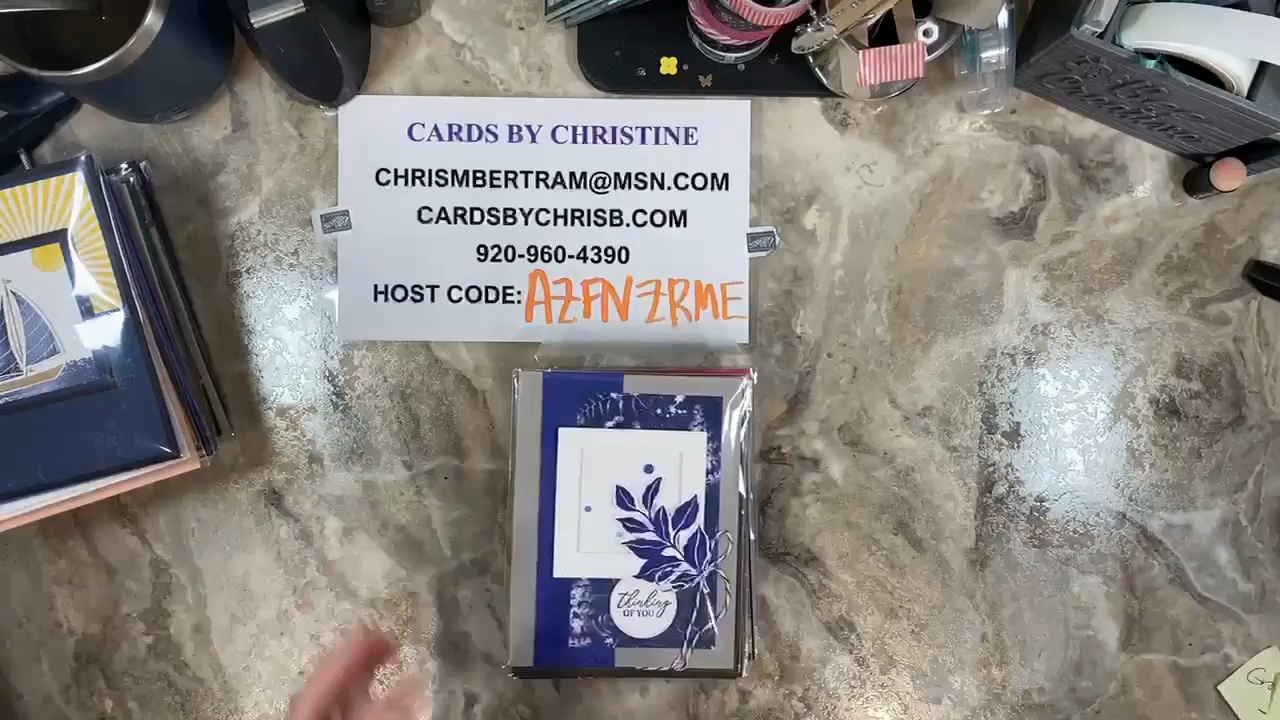 CARDS BY CHRISTINE
CHRISMBERTRAM@MSN.COM
CARDSBYCHRISB.COM
920-960-4390
HOST CODE: AZFNZRME
thinking
OF YOU